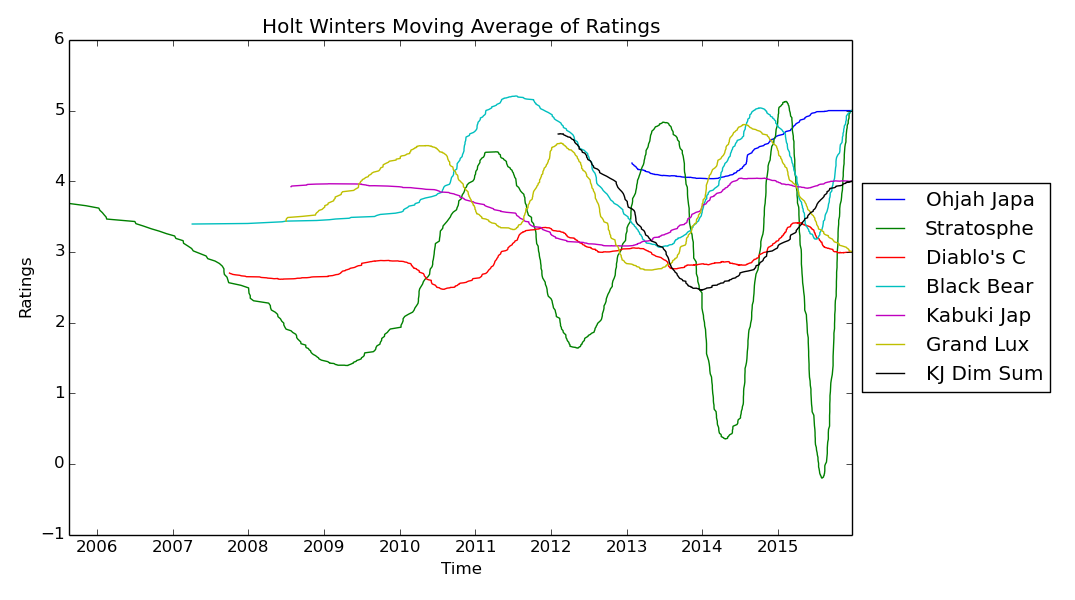 Holt Winters Moving Average of Ratings
6
5
4
3
2
1
0
−1
Ratings
2006 2007 2008 2009 2010 2011 2012 2013 2014 2015
Time
Ohjah Japa
Stratosphe
Diablo's C
Black Bear
Kabuki Jap
Grand Lux
KJ Dim Sum